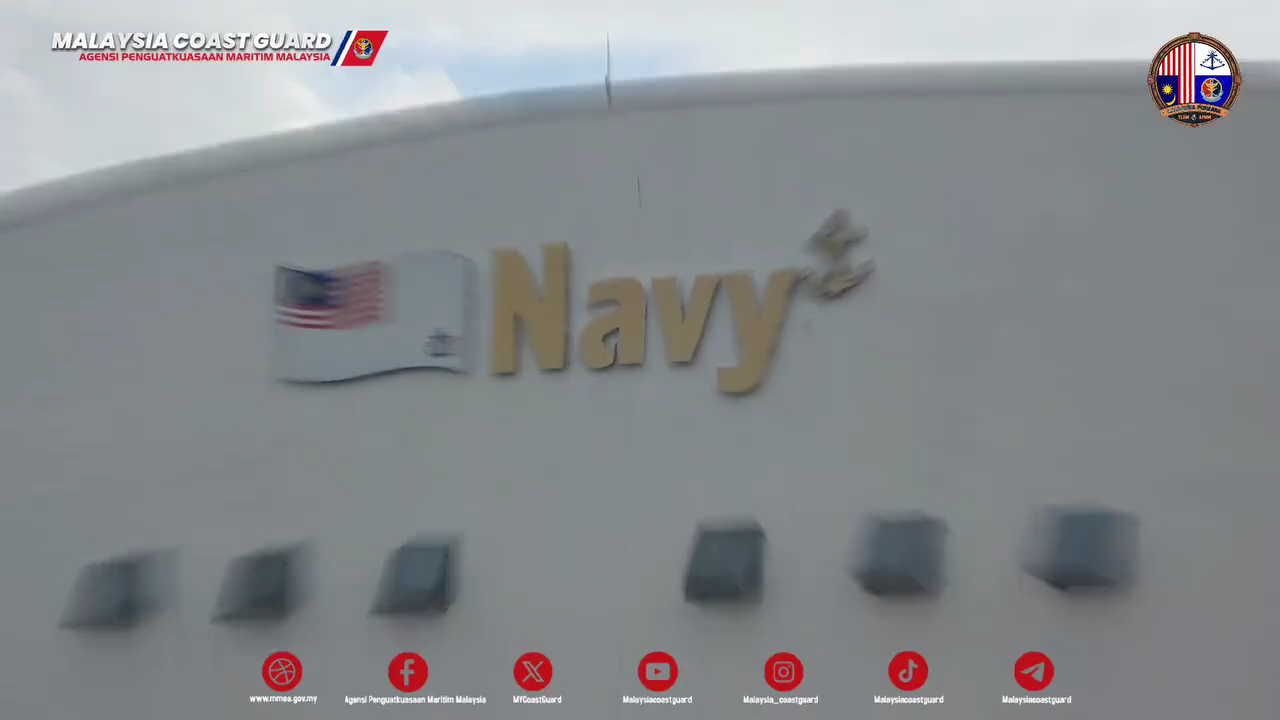 MALAYSIA COAST GUARD
AGENSI PENGUATKUASAAN MARITIM MALAYSIA
Navy
www.mmea.gov.my
Agensi Penguatkuasaan Maritim Malaysia
MYCoastGuard
Malaysiacoastguard
Malaysia_coastguard
Malaysiacoastguard
Malaysiacoastguard